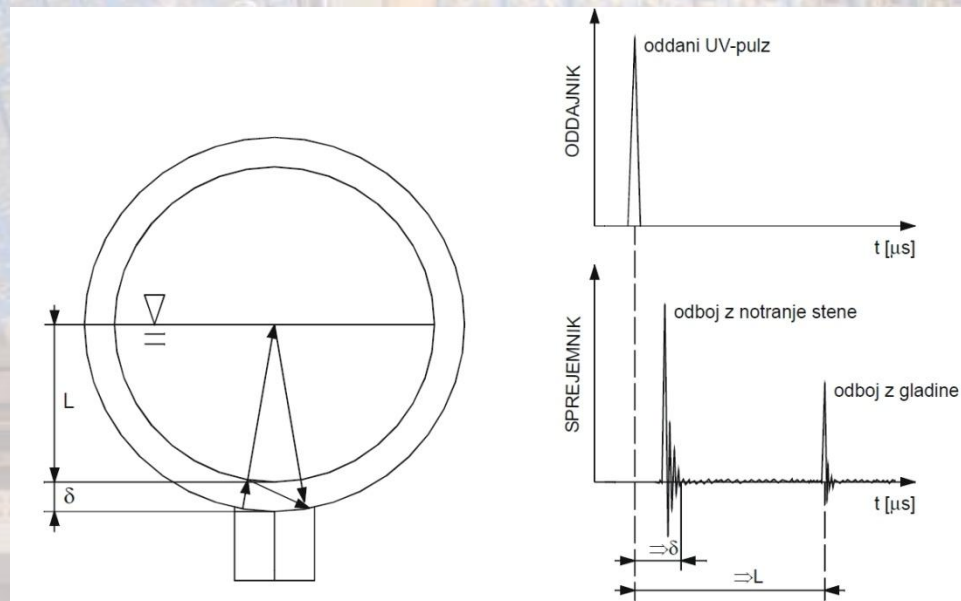 L
δ
ODDAJNIK
oddani UV-pulz
t [μs]
SPREJEMNIK
odboj z notranje stene
odboj z gladine
t [μs]
⇒δ
⇒L